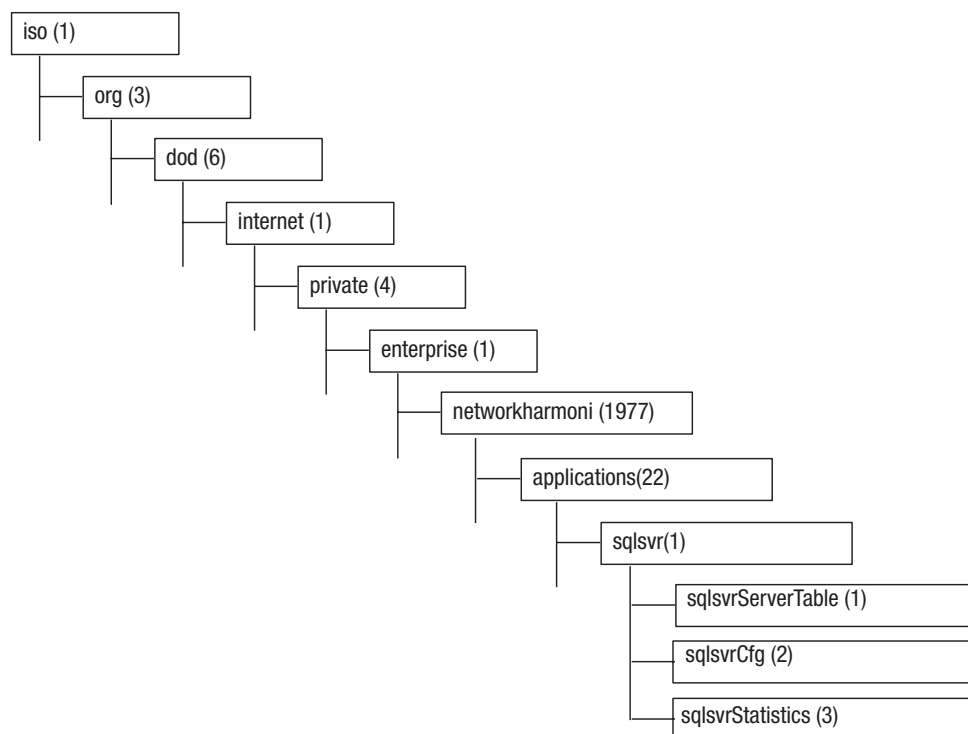 iso (1)
org (3)
dod (6)
internet (1)
private (4)
enterprise (1)
networkharmoni (1977)
applications(22)
sqlsvr(1)
sqlsvrServerTable (1)
sqlsvrCfg (2)
sqlsvrStatistics (3)